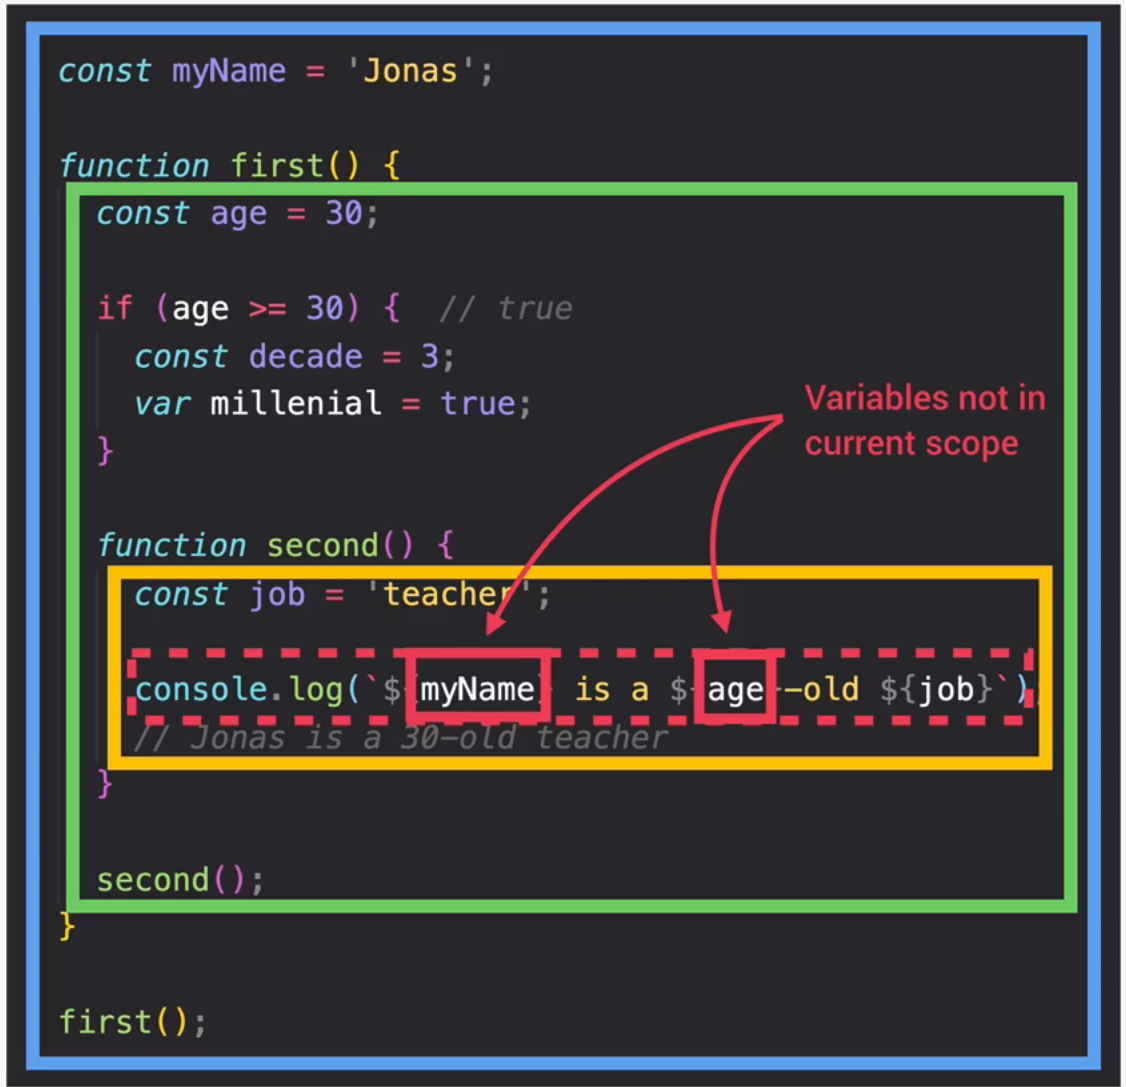 const myName = 'Jonas';
function first() {
const age = 30;
if (age >= 30) { // true
const decade = 3;
var millenial = true;
}
Variables not in
current scope
function second() {
const job = 'teacher';
console.log(`${myName} is a ${age}-old ${job}`);
// Jonas is a 30-old teacher
}
second();
}
first();